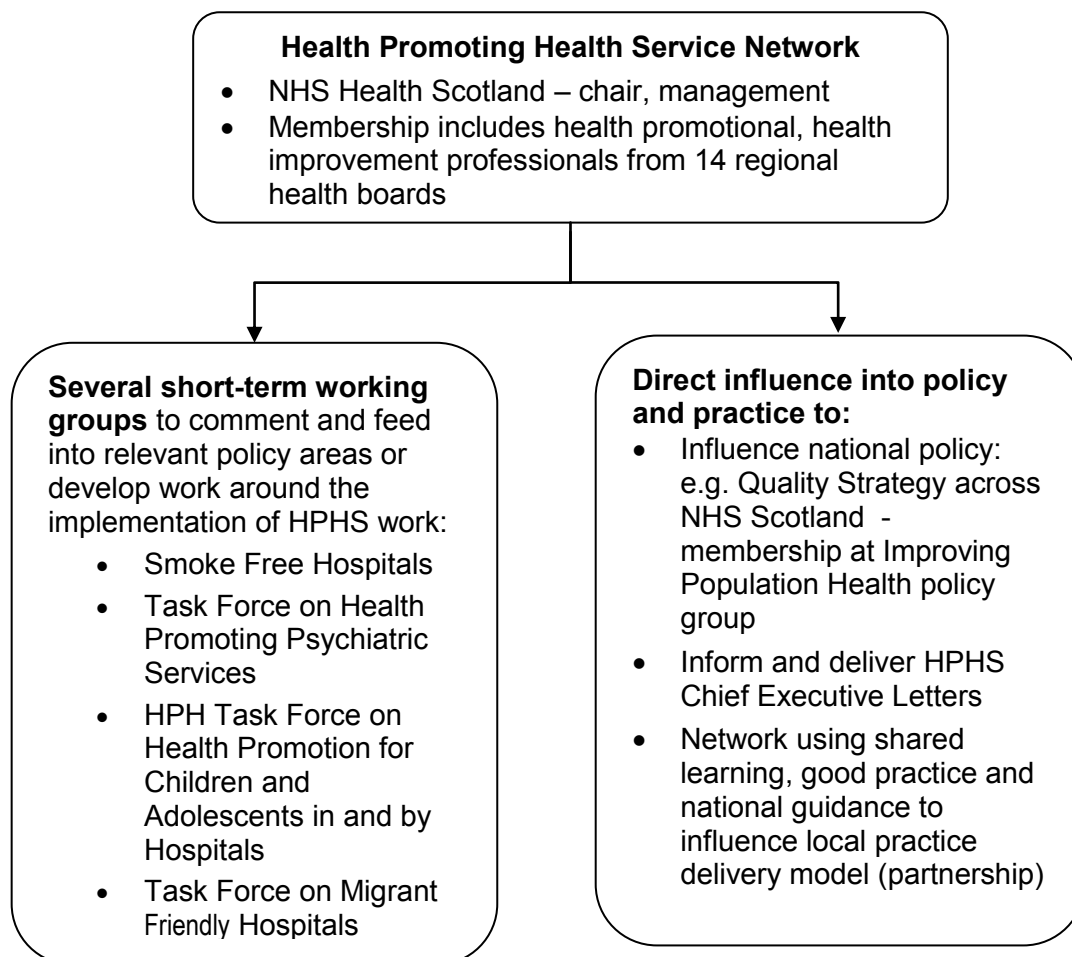 Health Promoting Health Service Network
• NHS Health Scotland – chair, management
• Membership includes health promotional, health
improvement professionals from 14 regional
health boards
Several short-term working
groups to comment and feed
into relevant policy areas or
develop work around the
implementation of HPHS work:
• Smoke Free Hospitals
• Task Force on Health
Promoting Psychiatric
Services
• HPH Task Force on
Health Promotion for
Children and
Adolescents in and by
Hospitals
• Task Force on Migrant
Friendly Hospitals
Direct influence into policy
and practice to:
• Influence national policy:
e.g. Quality Strategy across
NHS Scotland -
membership at Improving
Population Health policy
group
• Inform and deliver HPHS
Chief Executive Letters
• Network using shared
learning, good practice and
national guidance to
influence local practice
delivery model (partnership)